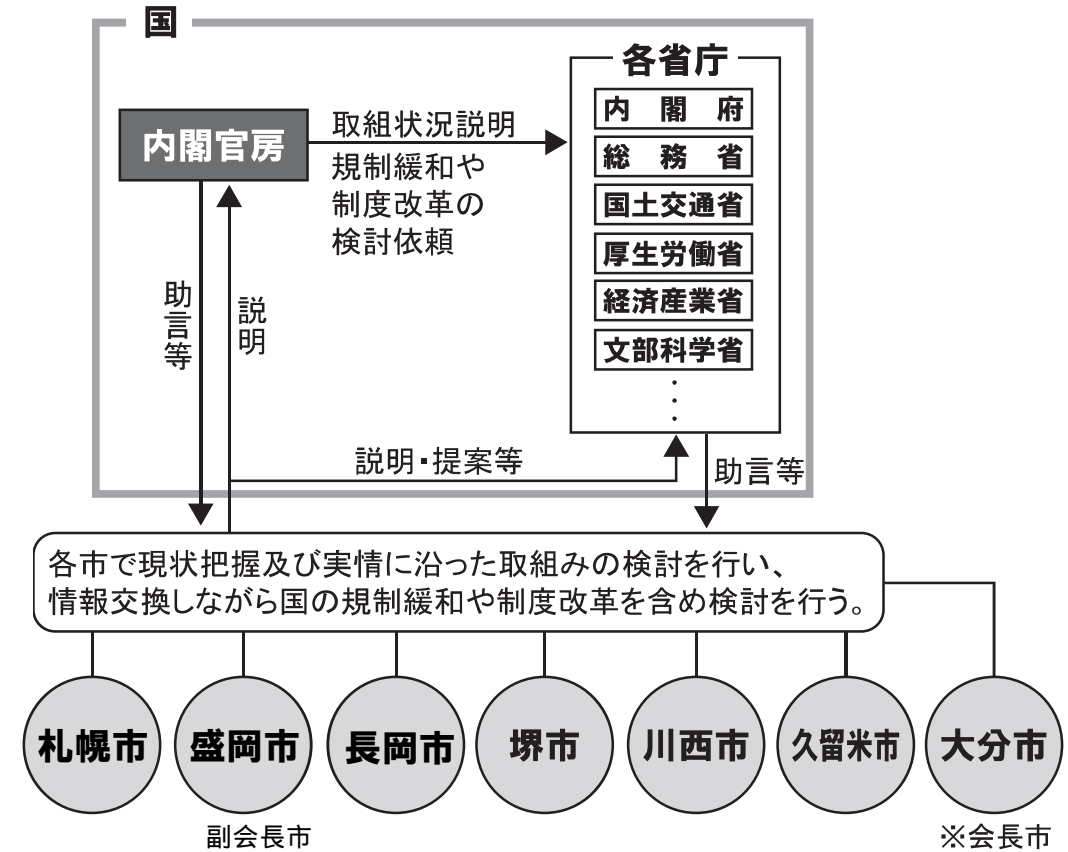 国
各省庁
内閣官房
取組状況説明
規制緩和や
制度改革の
検討依頼
内閣府
総務省
国土交通省
厚生労働省
経済産業省
文部科学省
⋮
助言等
説明
説明・提案等
助言等
各市で現状把握及び実情に沿った取組みの検討を行い、
情報交換しながら国の規制緩和や制度改革を含め検討を行う。
札幌市
盛岡市
長岡市
堺市
川西市
久留米市
大分市
副会長市
※会長市